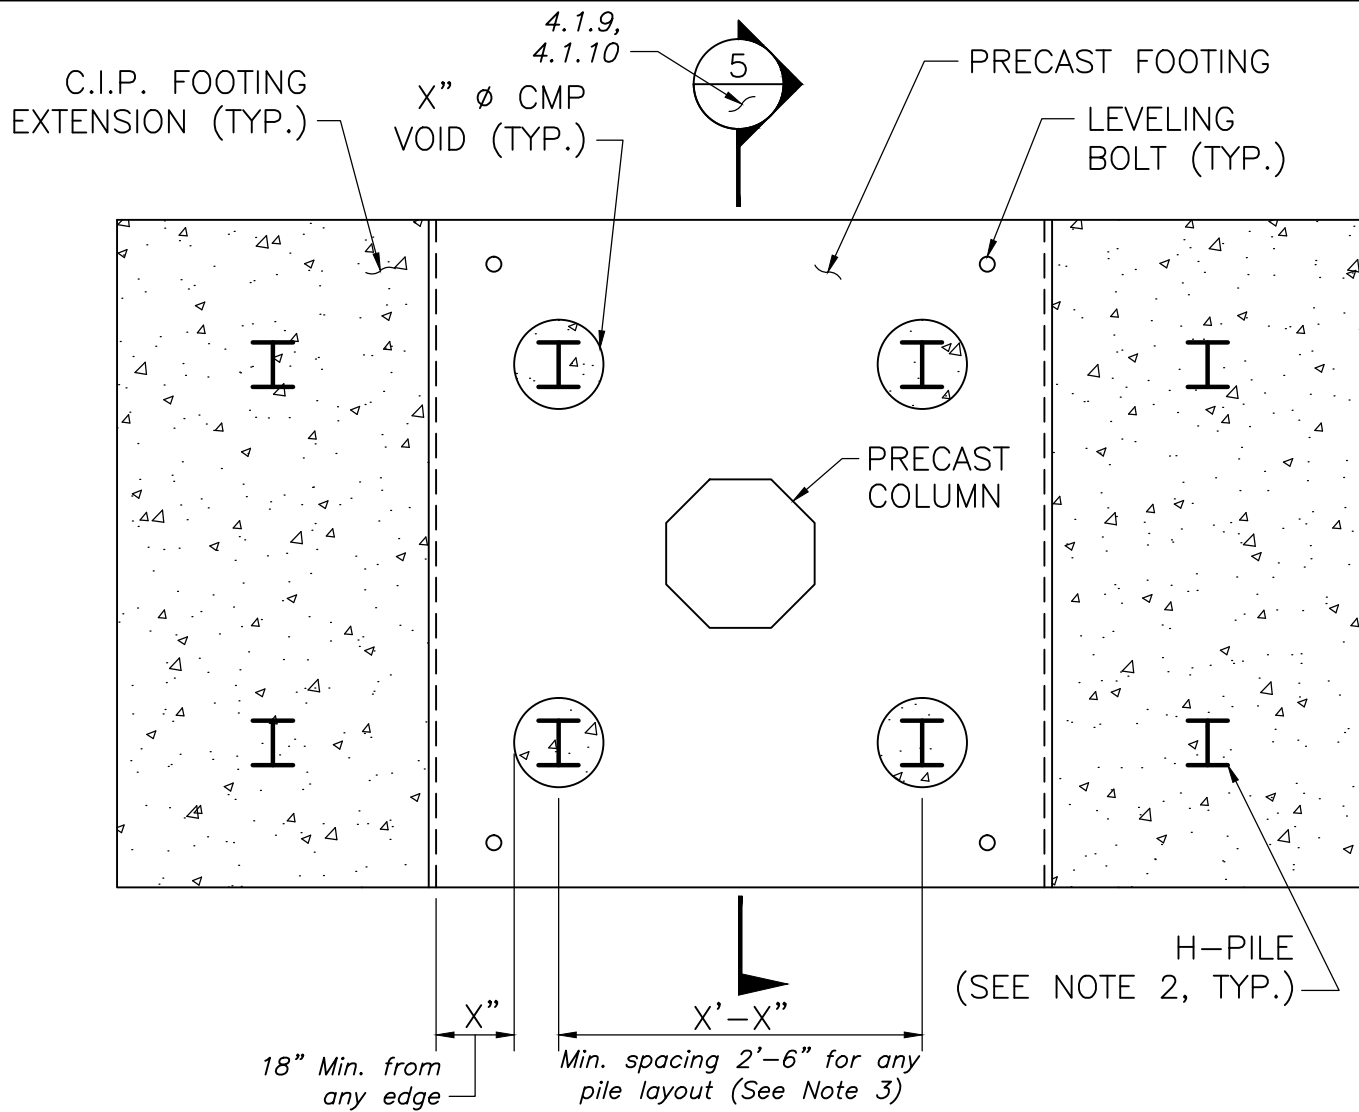 4.1.9,
4.1.10
5
PRECAST FOOTING
C.I.P. FOOTING
EXTENSION (TYP.)
X” ø CMP
VOID (TYP.)
LEVELING
BOLT (TYP.)
PRECAST
COLUMN
H-PILE
(SEE NOTE 2, TYP.)
X”
X’-X”
18” Min. from
any edge
Min. spacing 2’-6” for any
pile layout (See Note 3)